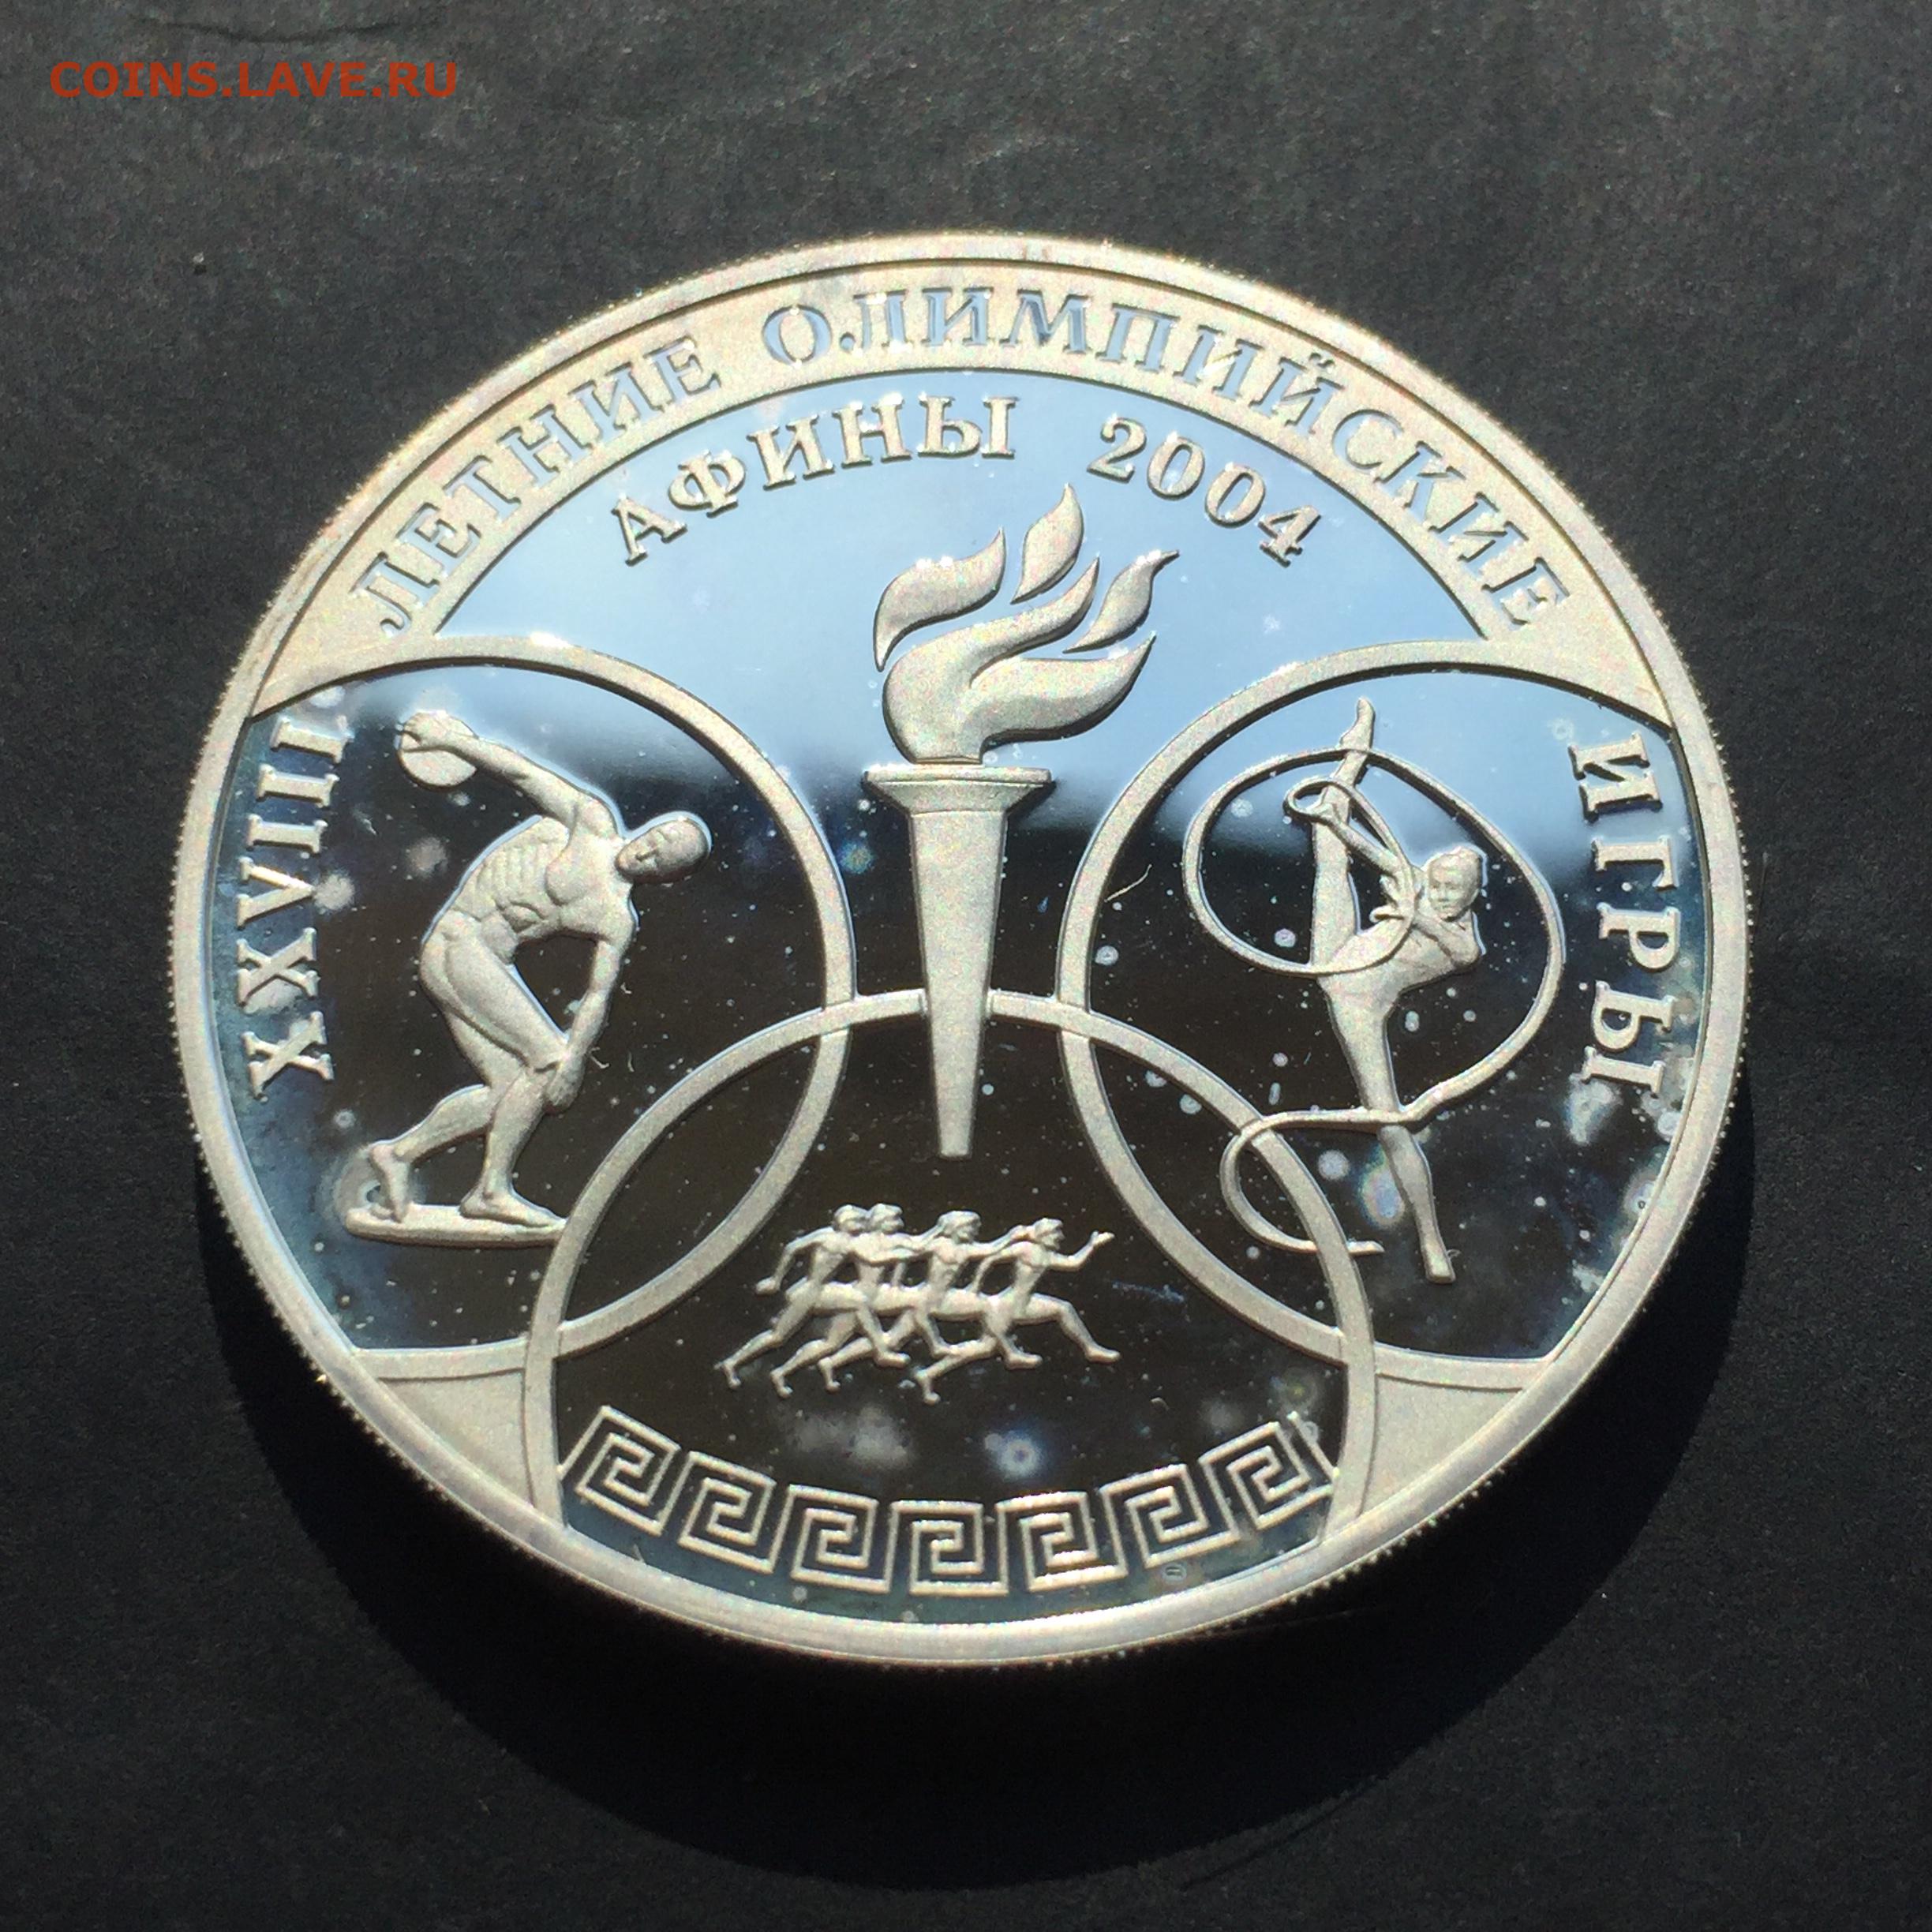 COINS.LAVE.RU
XXVIII ЛЕТНИЕ ОЛИМПИЙСКИЕ ИГРЫ
АФИНЫ 2004